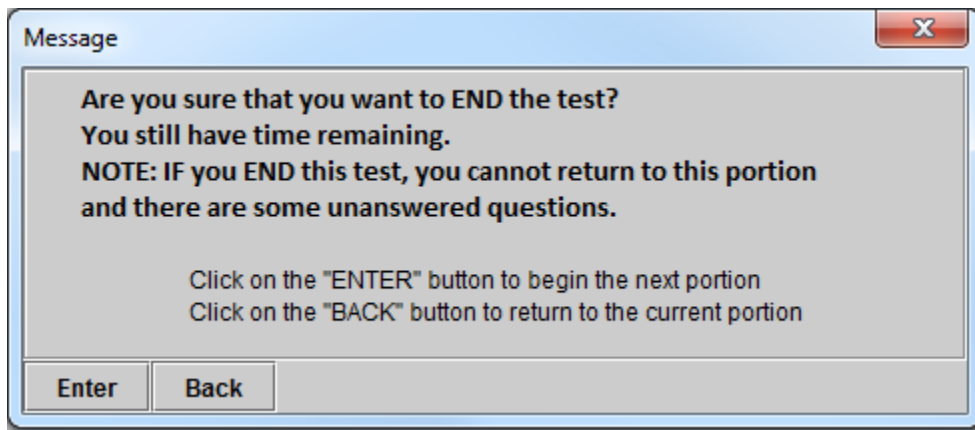 Message
Are you sure that you want to END the test?
You still have time remaining.
NOTE: IF you END this test, you cannot return to this portion
and there are some unanswered questions.
Click on the "ENTER" button to begin the next portion
Click on the "BACK" button to return to the current portion
Enter Back